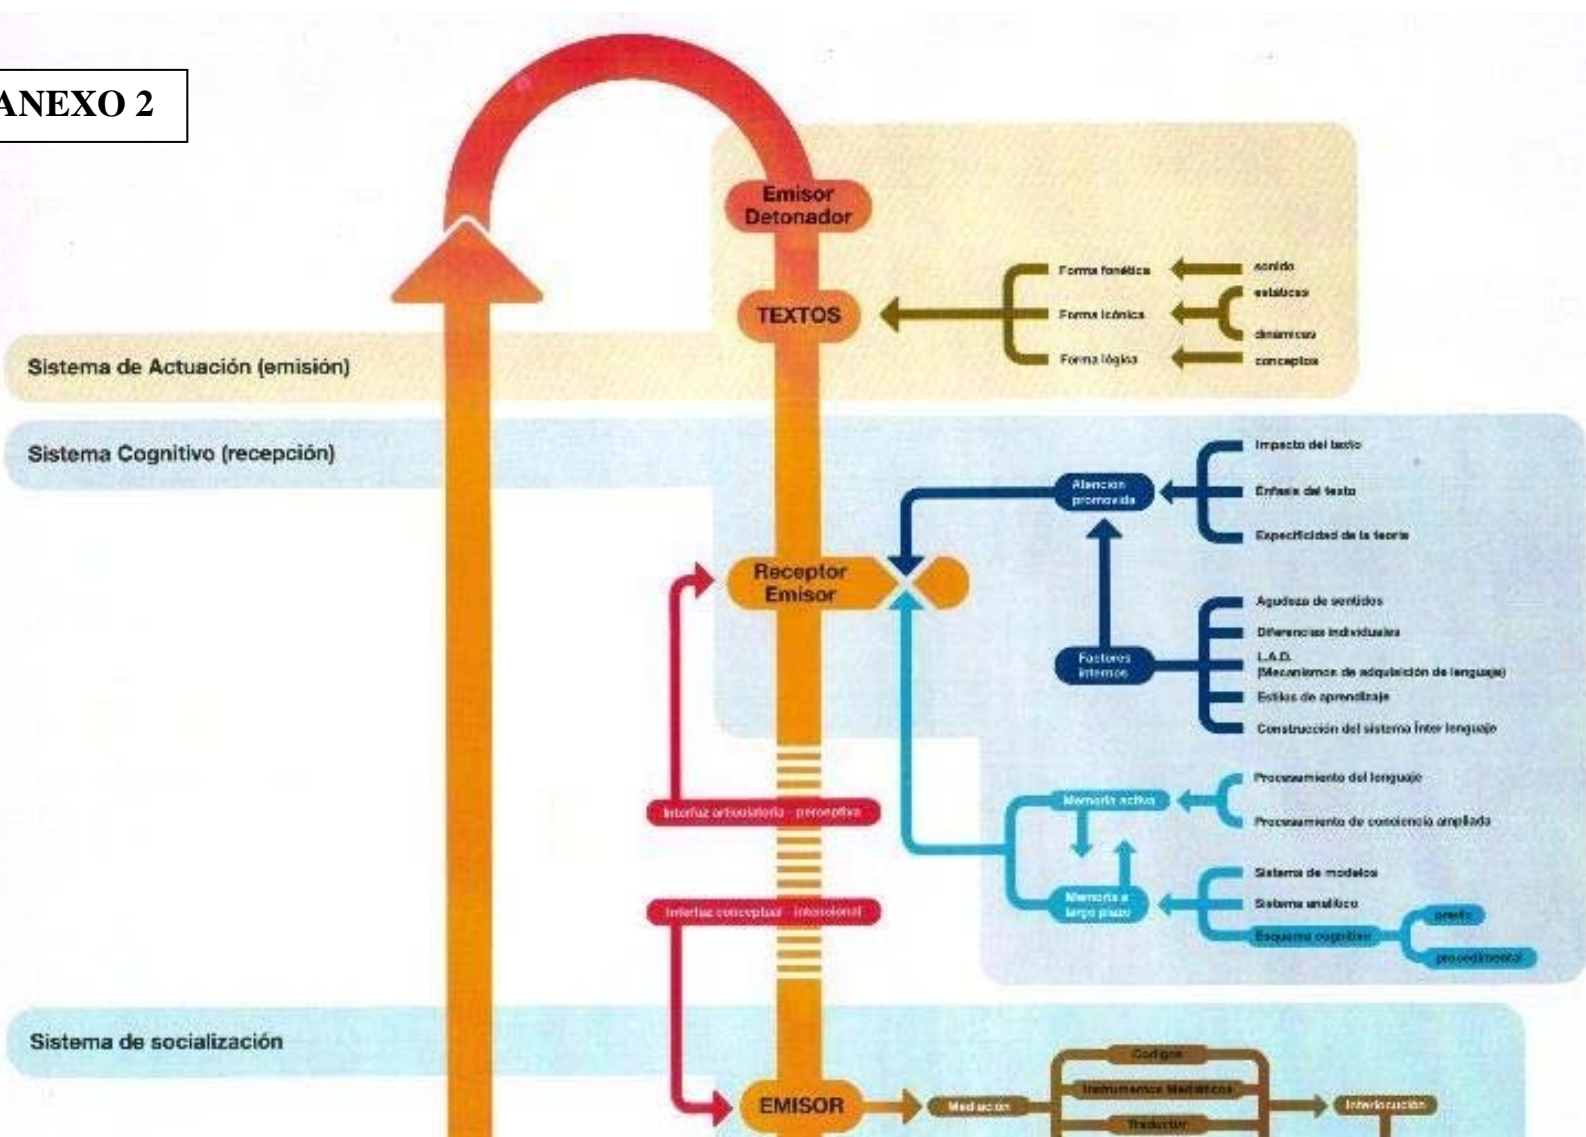 ANEXO 2
Emisor
Detonador
TEXTOS
Forma fonética
sonido
estáticas
Forma icónica
dinámicas
Forma lógica
conceptos
Sistema de Actuación (emisión)
Sistema Cognitivo (recepción)
Impacto del texto
Atención
promovida
Énfasis del texto
Especificidad de la teoría
Receptor
Emisor
Agudeza de sentidos
Diferencias individuales
Factores
internos
L.A.D.
(Mecanismos de adquisición de lenguaje)
Estilos de aprendizaje
Construcción del sistema Ínter lenguaje
Procesamiento del lenguaje
Memoria activa
Interfaz articulatoria - perceptiva
Procesamiento de conciencia ampliada
Sistema de modelos
Memoria a
largo plazo
Sistema analítico
Interfaz conceptual - intencional
previo
Esquema cognitivo
procedimental
Sistema de socialización
Codigos
Instrumentos Mediáticos
EMISOR
Mediación
Interlocución
Traductor